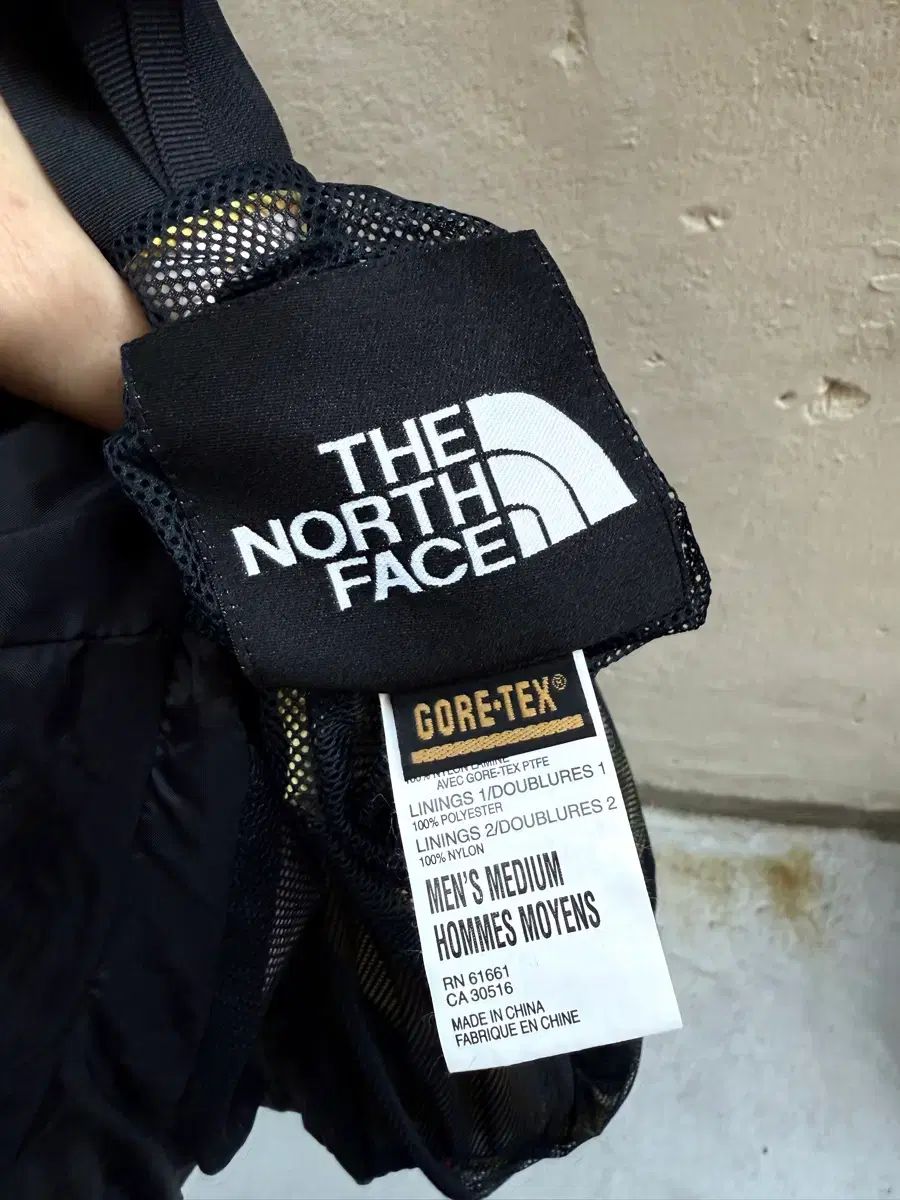 THE
NORTH
FACE
GORE-TEX®
AVEC GORE-TEX PTFE
LININGS 1/DOUBLURES 1
100% POLYESTER
LININGS 2/DOUBLURES 2
100% NYLON
MEN'S MEDIUM
HOMMES MOYENS
RN 61661
CA 30516
MADE IN CHINA
FABRIQUE EN CHINE